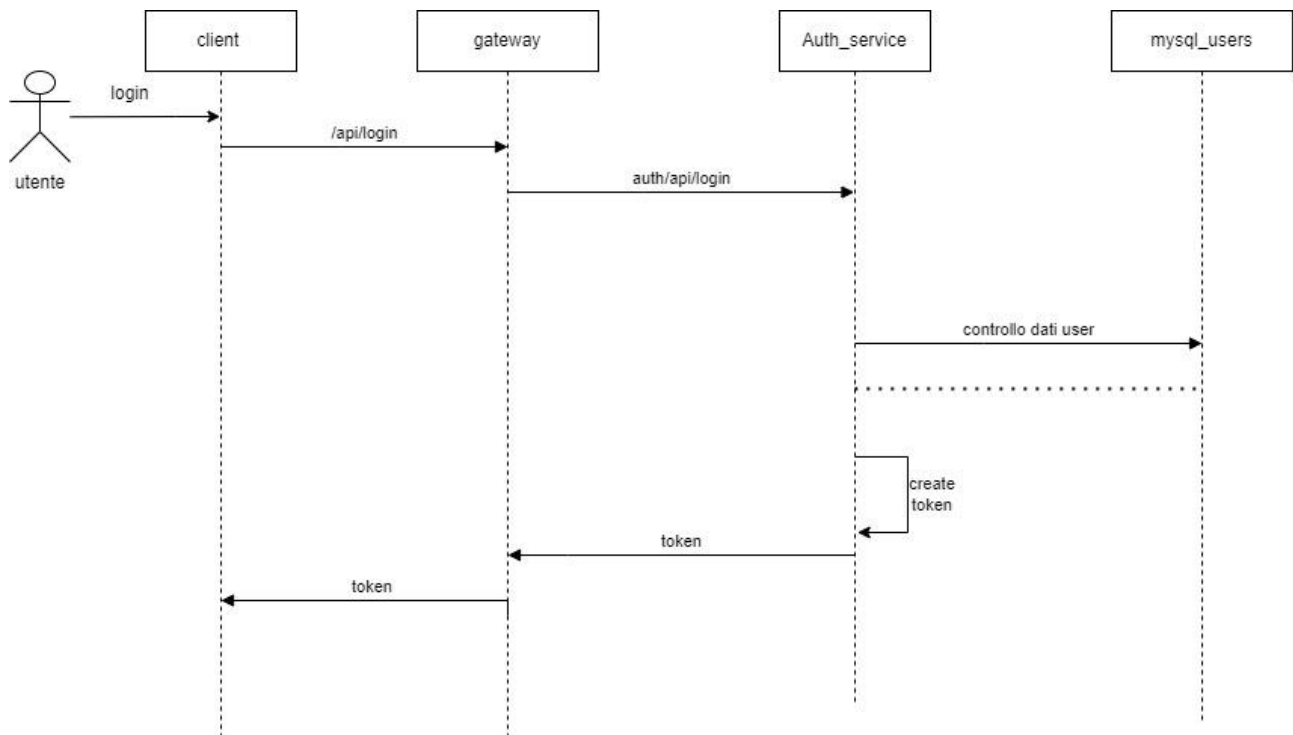 client
gateway
Auth_service
mysql_users
login
/api/login
utente
auth/api/login
controllo dati user
create
token
token
token